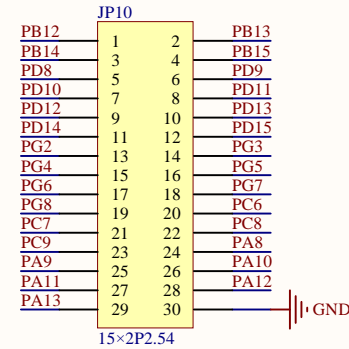 JP10
PB12 1 2 PB13
PB14 3 4 PB15
PD8 5 6 PD9
PD10 7 8 PD11
PD12 9 10 PD13
PD14 11 12 PD15
PG2 13 14 PG3
PG4 15 16 PG5
PG6 17 18 PG7
PG8 19 20 PC6
PC7 21 22 PC8
PC9 23 24 PA8
PA9 25 26 PA10
PA11 27 28 PA12
PA13 29 30 GND
15×2P2.54